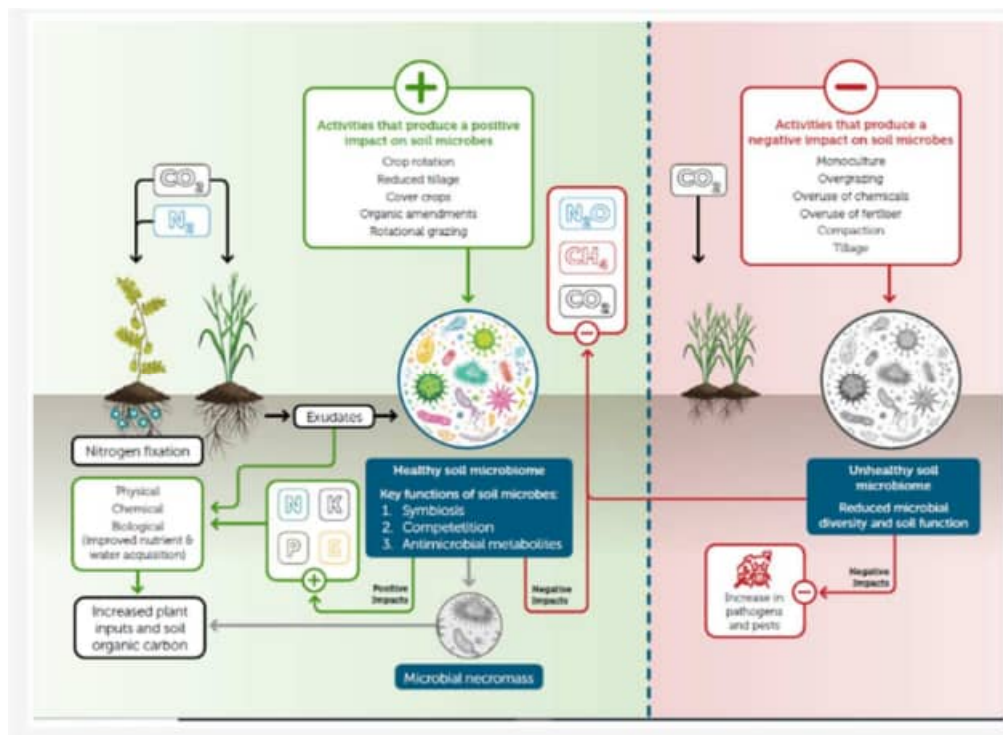 Activities that produce a positive
impact on soil microbes
Crop rotation
Reduced tillage
Cover crops
Organic amendments
Rotational grazing
Activities that produce a
negative impact on soil microbes
Monoculture
Overgrazing
Overuse of chemicals
Overuse of fertliser
Compaction
Tillage
CO2
N2
N2O
CH4
CO2
CO2
Exudates
Nitrogen fixation
Physical
Chemical
Biological
(improved nutrient &
water acquisition)
N K
P
Healthy soil microbiome
Key functions of soil microbes:
1. Symbiosis
2. Competetition
3. Antimicrobial metabolites
Unhealthy soil
microbiome
Reduced microbial
diversity and soil function
Positive
Impacts
Negative
Impacts
Negative
Impacts
Increase in
pathogens
and pests
Increased plant
inputs and soil
organic carbon
Microbial necromass